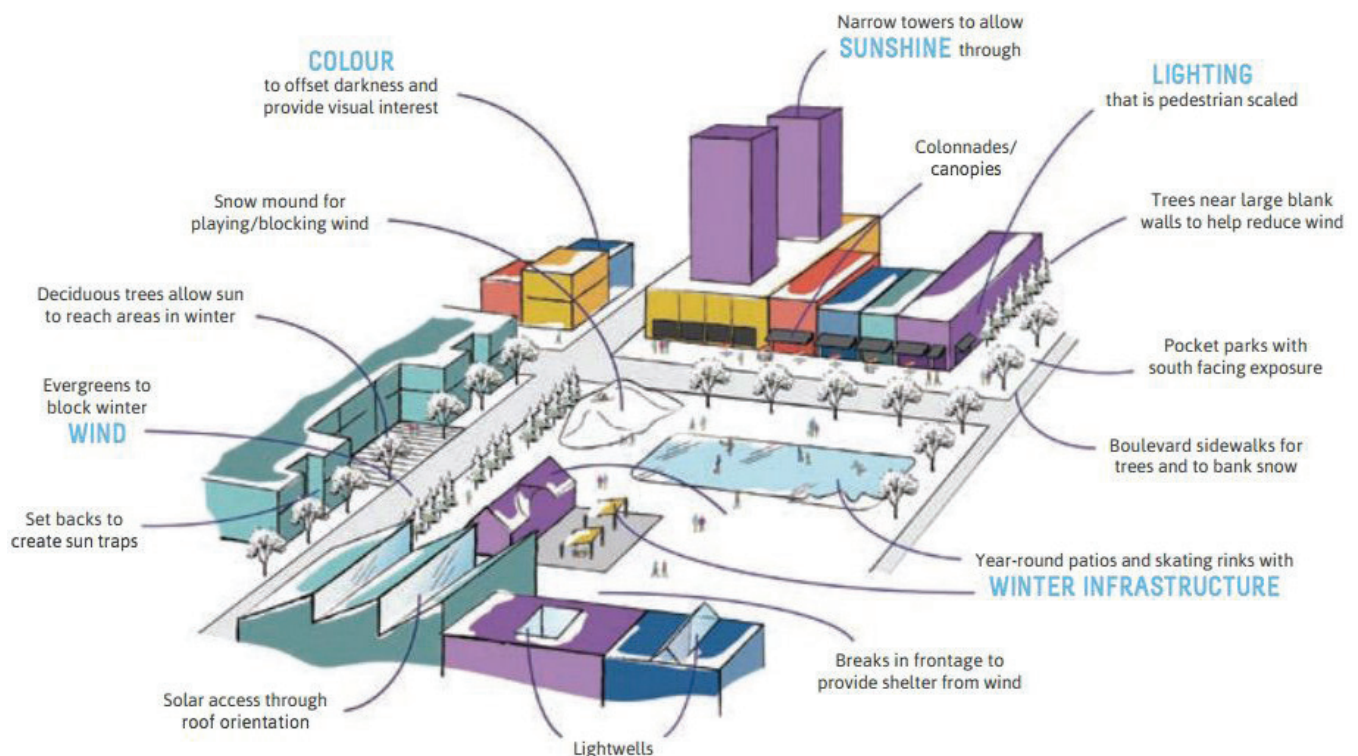 Narrow towers to allow
SUNSHINE through
COLOUR
to offset darkness and
provide visual interest
LIGHTING
that is pedestrian scaled
Colonnades/
canopies
Snow mound for
playing/blocking wind
Trees near large blank
walls to help reduce wind
Deciduous trees allow sun
to reach areas in winter
Pocket parks with
south facing exposure
Evergreens to
block winter
WIND
Boulevard sidewalks for
trees and to bank snow
Set backs to
create sun traps
Year-round patios and skating rinks with
WINTER INFRASTRUCTURE
Breaks in frontage to
provide shelter from wind
Solar access through
roof orientation
Lightwells